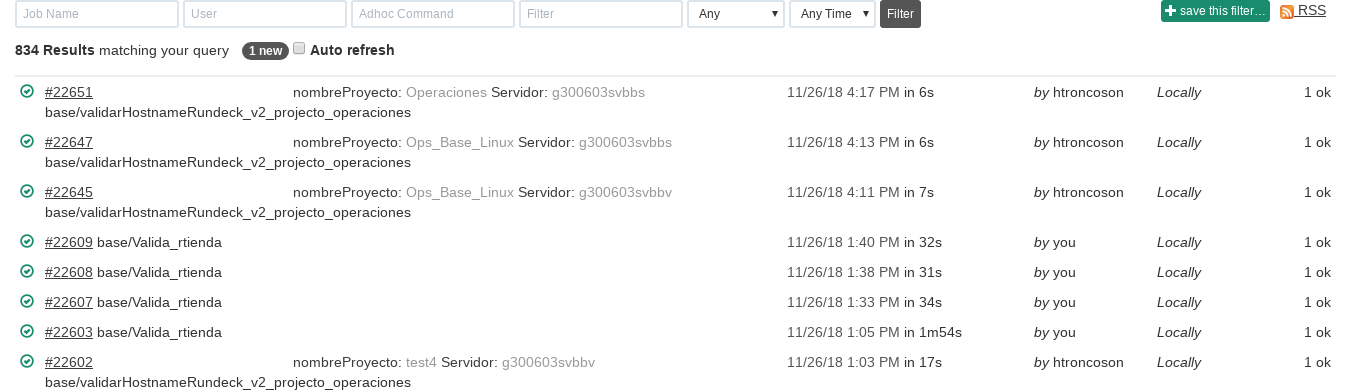 Job Name User Adhoc Command Filter Any Any Time Filter save this filter… RSS
834 Results matching your query 1 new Auto refresh
#22651 nombreProyecto: Operaciones Servidor: g300603svbbs 11/26/18 4:17 PM in 6s by htroncoson Locally 1 ok
base/validarHostnameRundeck_v2_projecto_operaciones
#22647 nombreProyecto: Ops_Base_Linux Servidor: g300603svbbs 11/26/18 4:13 PM in 6s by htroncoson Locally 1 ok
base/validarHostnameRundeck_v2_projecto_operaciones
#22645 nombreProyecto: Ops_Base_Linux Servidor: g300603svbbv 11/26/18 4:11 PM in 7s by htroncoson Locally 1 ok
base/validarHostnameRundeck_v2_projecto_operaciones
#22609 base/Valida_rtienda 11/26/18 1:40 PM in 32s by you Locally 1 ok
#22608 base/Valida_rtienda 11/26/18 1:38 PM in 31s by you Locally 1 ok
#22607 base/Valida_rtienda 11/26/18 1:33 PM in 34s by you Locally 1 ok
#22603 base/Valida_rtienda 11/26/18 1:05 PM in 1m54s by you Locally 1 ok
#22602 nombreProyecto: test4 Servidor: g300603svbbv 11/26/18 1:03 PM in 17s by htroncoson Locally 1 ok
base/validarHostnameRundeck_v2_projecto_operaciones